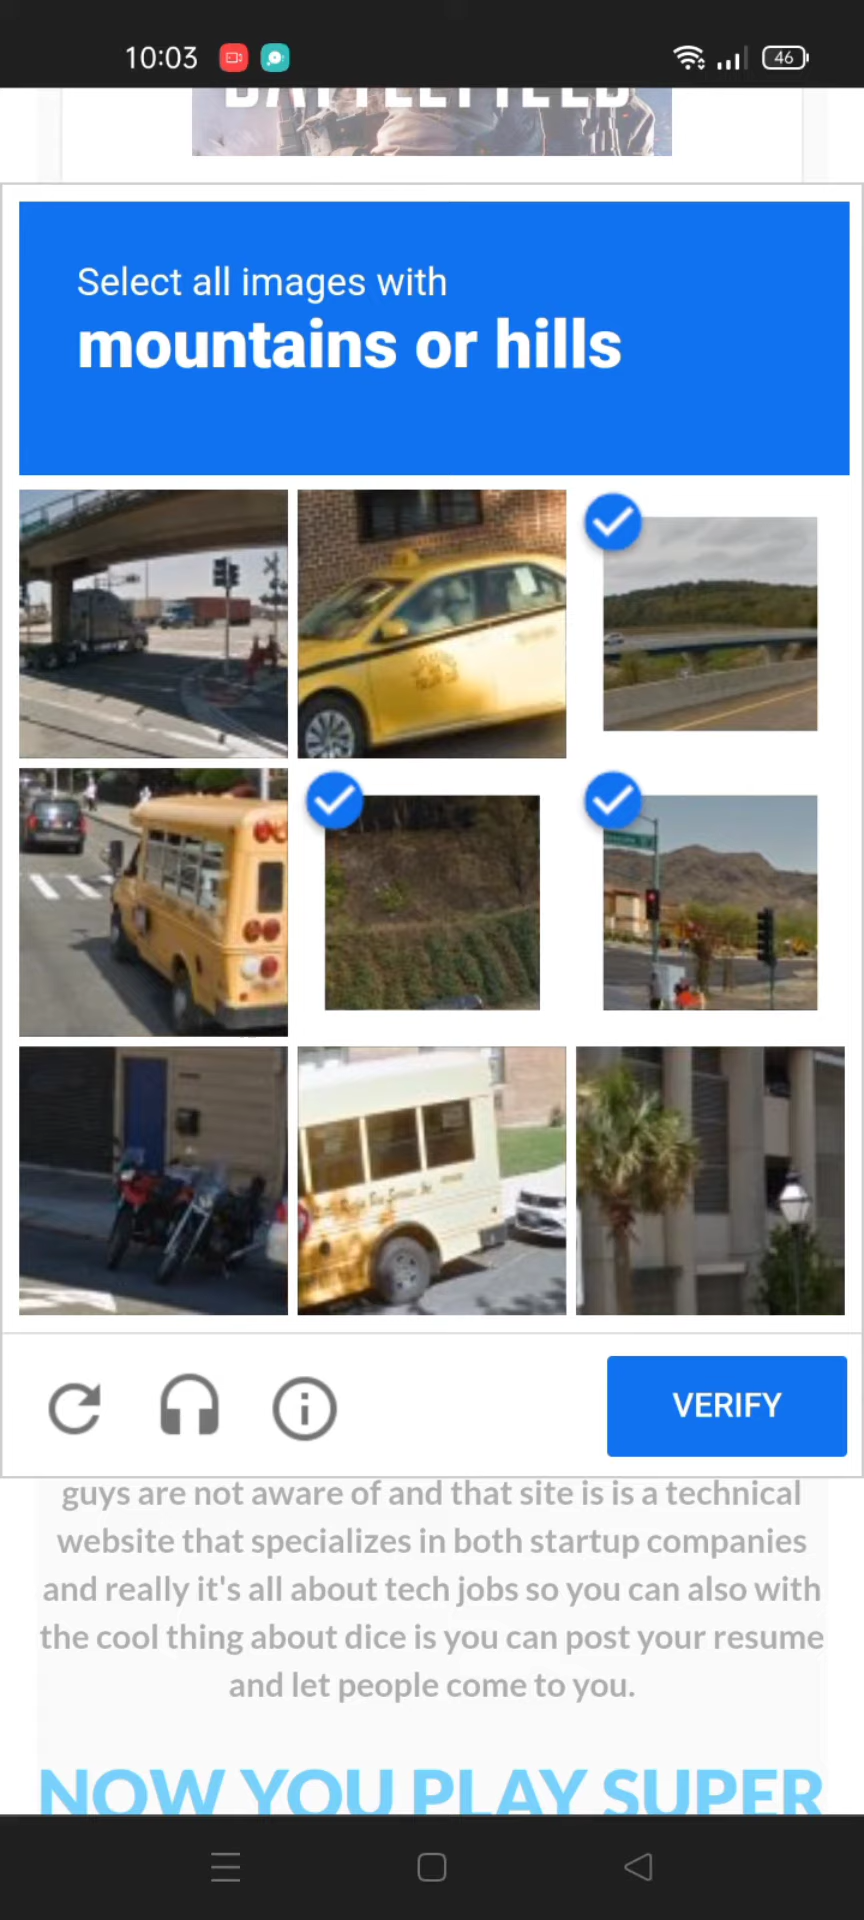 10:03
46
BATTLEFIELD
Select all images with
mountains or hills
VERIFY
guys are not aware of and that site is is a technical
website that specializes in both startup companies
and really it's all about tech jobs so you can also with
the cool thing about dice is you can post your resume
and let people come to you.
NOW YOU PLAY SUPER